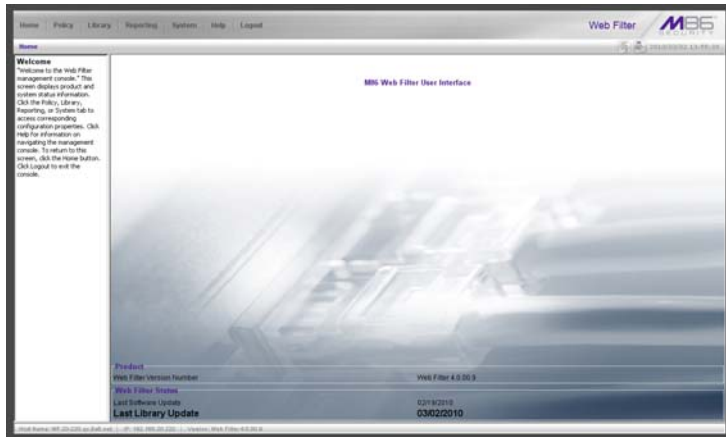 Home Policy Library Reporting System Help Logout
Web Filter
M86
SECURITY
Home
Welcome
"Welcome to the Web Filter
management console." This
screen displays product and
system status information.
Click the Policy, Library,
Reporting, or System tab to
access corresponding
configuration properties. Click
Help for information on
navigating the management
console. To return to this
screen, click the Home button.
Click Logout to exit the
console.
M86 Web Filter User Interface
Product
Web Filter Version Number Web Filter 4.0.00.9
Web Filter Status
Last Software Update 02/19/2010
Last Library Update 03/02/2010